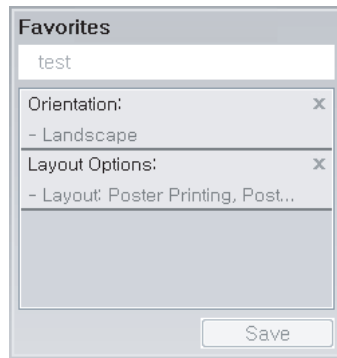 Favorites
test
Orientation: x
- Landscape
Layout Options: x
- Layout: Poster Printing, Post...
Save